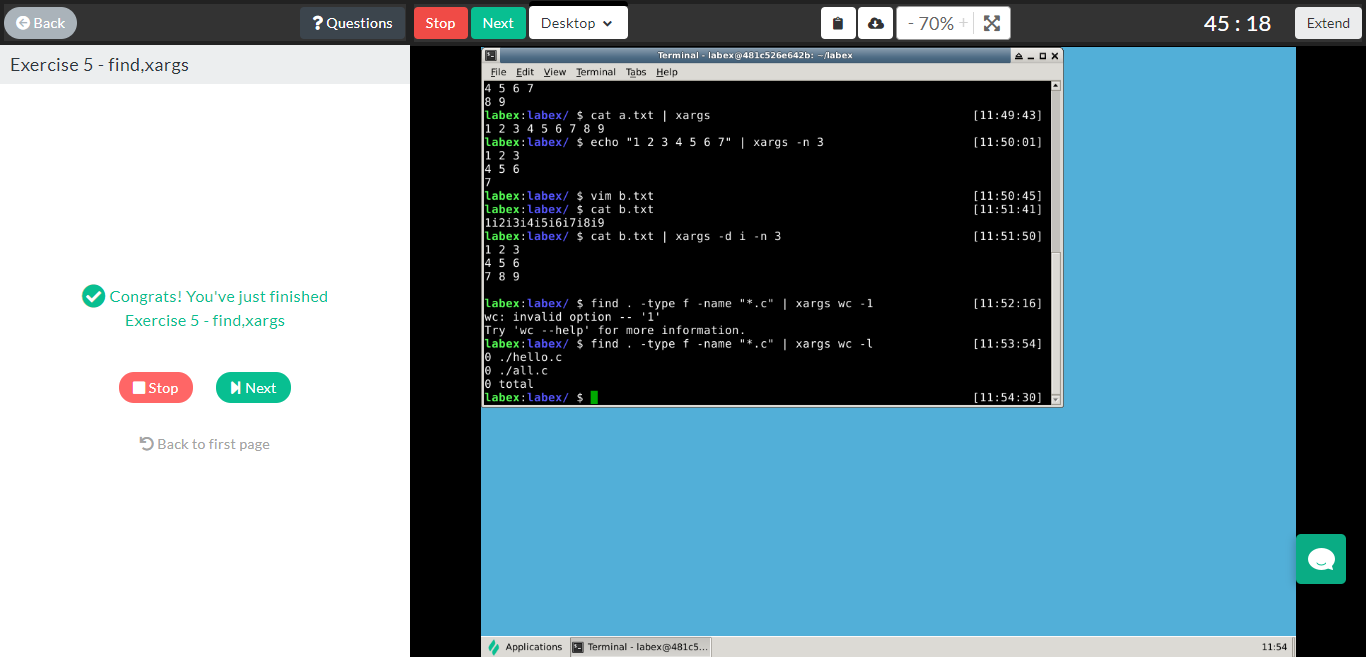 Back
? Questions
Stop
Next
Desktop
- 70% +
45 : 18
Extend
Exercise 5 - find,xargs
Congrats! You've just finished
Exercise 5 - find,xargs
Stop
Next
Back to first page
Terminal - labex@481c526e642b: ~/labex
File Edit View Terminal Tabs Help
4 5 6 7
8 9
labex:labex/ $ cat a.txt | xargs [11:49:43]
1 2 3 4 5 6 7 8 9
labex:labex/ $ echo "1 2 3 4 5 6 7" | xargs -n 3 [11:50:01]
1 2 3
4 5 6
7
labex:labex/ $ vim b.txt [11:50:45]
labex:labex/ $ cat b.txt [11:51:41]
1i2i3i4i5i6i7i8i9
labex:labex/ $ cat b.txt | xargs -d i -n 3 [11:51:50]
1 2 3
4 5 6
7 8 9
labex:labex/ $ find . -type f -name "*.c" | xargs wc -1 [11:52:16]
wc: invalid option -- '1'
Try 'wc --help' for more information.
labex:labex/ $ find . -type f -name "*.c" | xargs wc -l [11:53:54]
0 ./hello.c
0 ./all.c
0 total
labex:labex/ $ [11:54:30]
Applications
Terminal - labex@481c5...
11:54